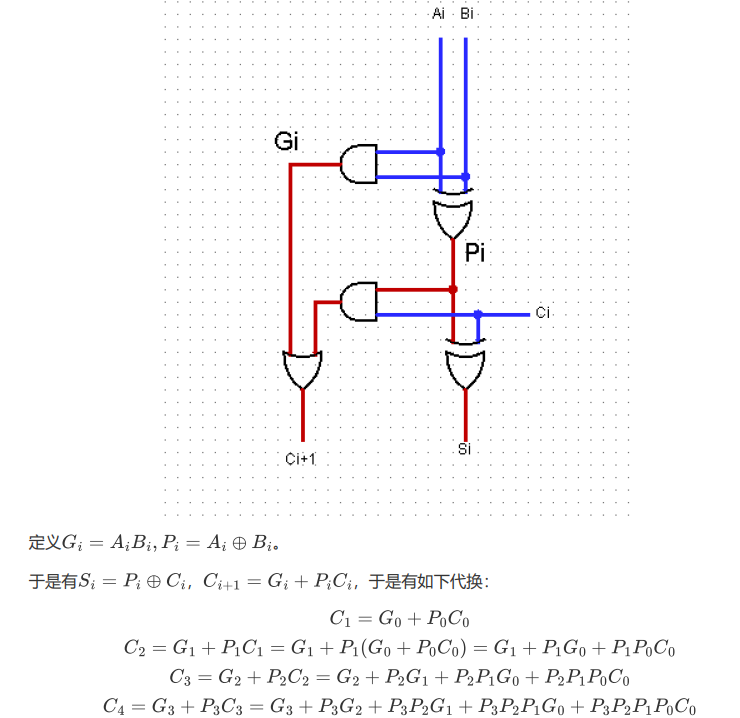 Ai Bi
Gi
Pi
Ci
Si
Ci+1
定义$G_i = A_iB_i, P_i = A_i \oplus B_i$。
于是有$S_i = P_i \oplus C_i$，$C_{i+1} = G_i + P_iC_i$，于是有如下代换：
$C_1 = G_0 + P_0C_0$
$C_2 = G_1 + P_1C_1 = G_1 + P_1(G_0 + P_0C_0) = G_1 + P_1G_0 + P_1P_0C_0$
$C_3 = G_2 + P_2C_2 = G_2 + P_2G_1 + P_2P_1G_0 + P_2P_1P_0C_0$
$C_4 = G_3 + P_3C_3 = G_3 + P_3G_2 + P_3P_2G_1 + P_3P_2P_1G_0 + P_3P_2P_1P_0C_0$